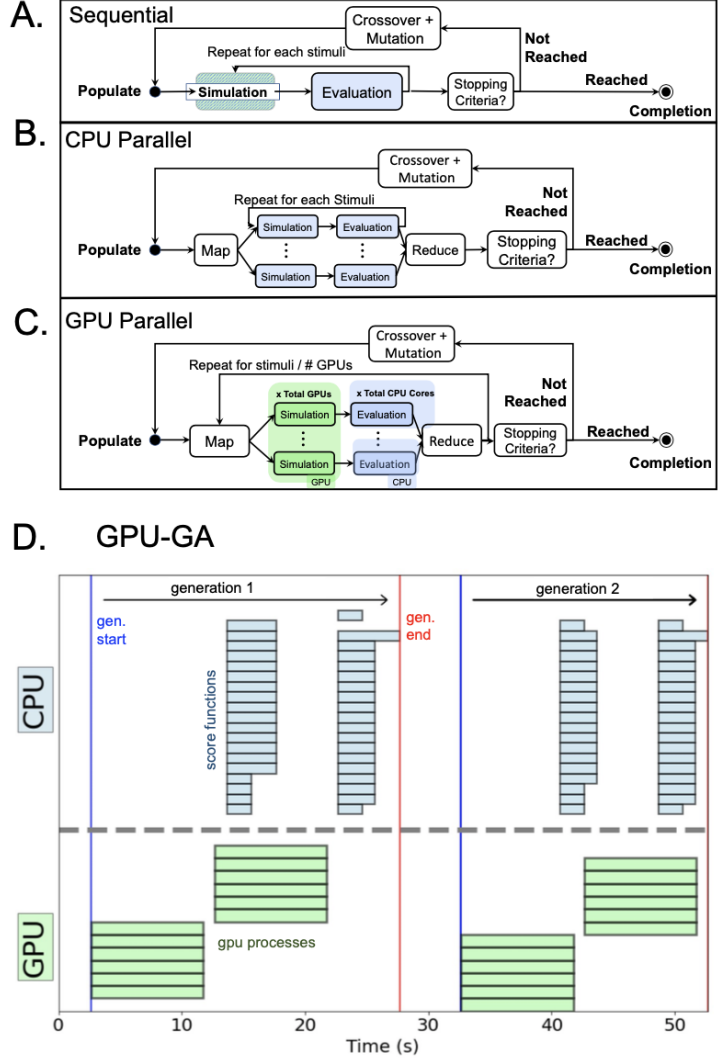 A.
Sequential
Crossover +
Mutation
Not
Reached
Repeat for each stimuli
Populate
Simulation
Evaluation
Stopping
Criteria?
Reached
Completion
B.
CPU Parallel
Crossover +
Mutation
Not
Reached
Repeat for each Stimuli
Populate
Map
Simulation
Evaluation
Simulation
Evaluation
Reduce
Stopping
Criteria?
Reached
Completion
C.
GPU Parallel
Crossover +
Mutation
Not
Reached
Repeat for stimuli / # GPUs
x Total GPUs
x Total CPU Cores
Populate
Map
Simulation
Evaluation
Simulation
Evaluation
GPU
CPU
Reduce
Stopping
Criteria?
Reached
Completion
D.
GPU-GA
generation 1
generation 2
gen.
start
gen.
end
CPU
score functions
GPU
gpu processes
0
10
20
30
40
50
Time (s)